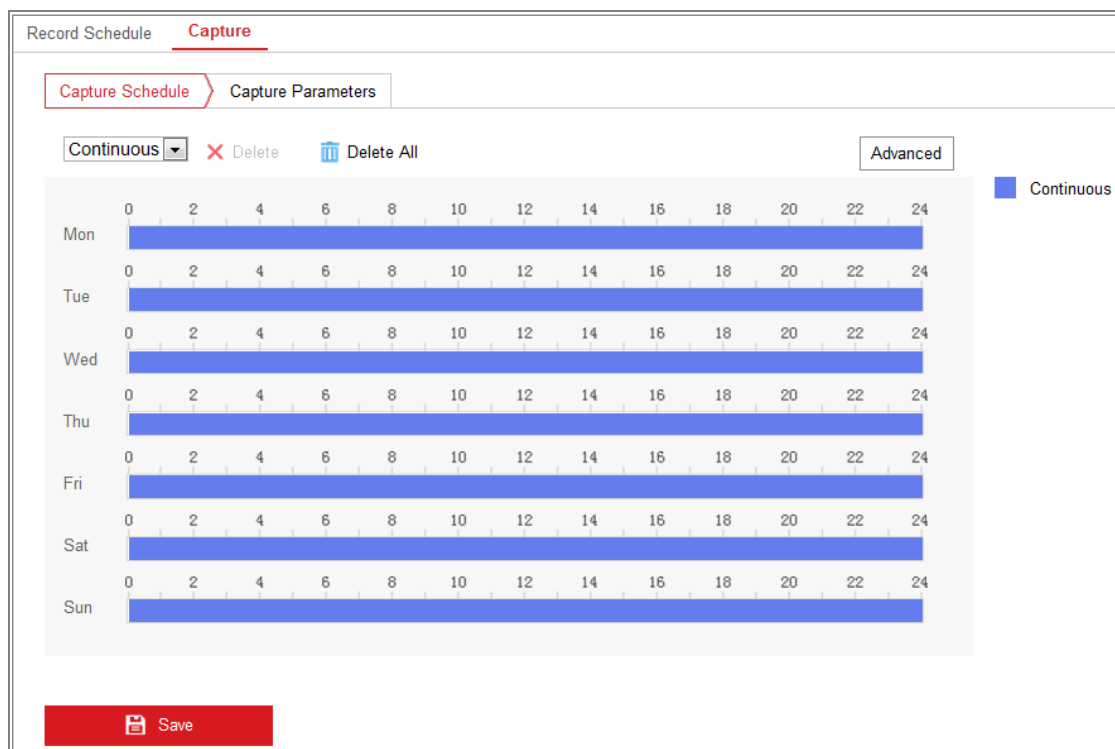 Record Schedule Capture
Capture Schedule Capture Parameters
Continuous Delete Delete All Advanced
Continuous
0 2 4 6 8 10 12 14 16 18 20 22 24
Mon
0 2 4 6 8 10 12 14 16 18 20 22 24
Tue
0 2 4 6 8 10 12 14 16 18 20 22 24
Wed
0 2 4 6 8 10 12 14 16 18 20 22 24
Thu
0 2 4 6 8 10 12 14 16 18 20 22 24
Fri
0 2 4 6 8 10 12 14 16 18 20 22 24
Sat
0 2 4 6 8 10 12 14 16 18 20 22 24
Sun
Save